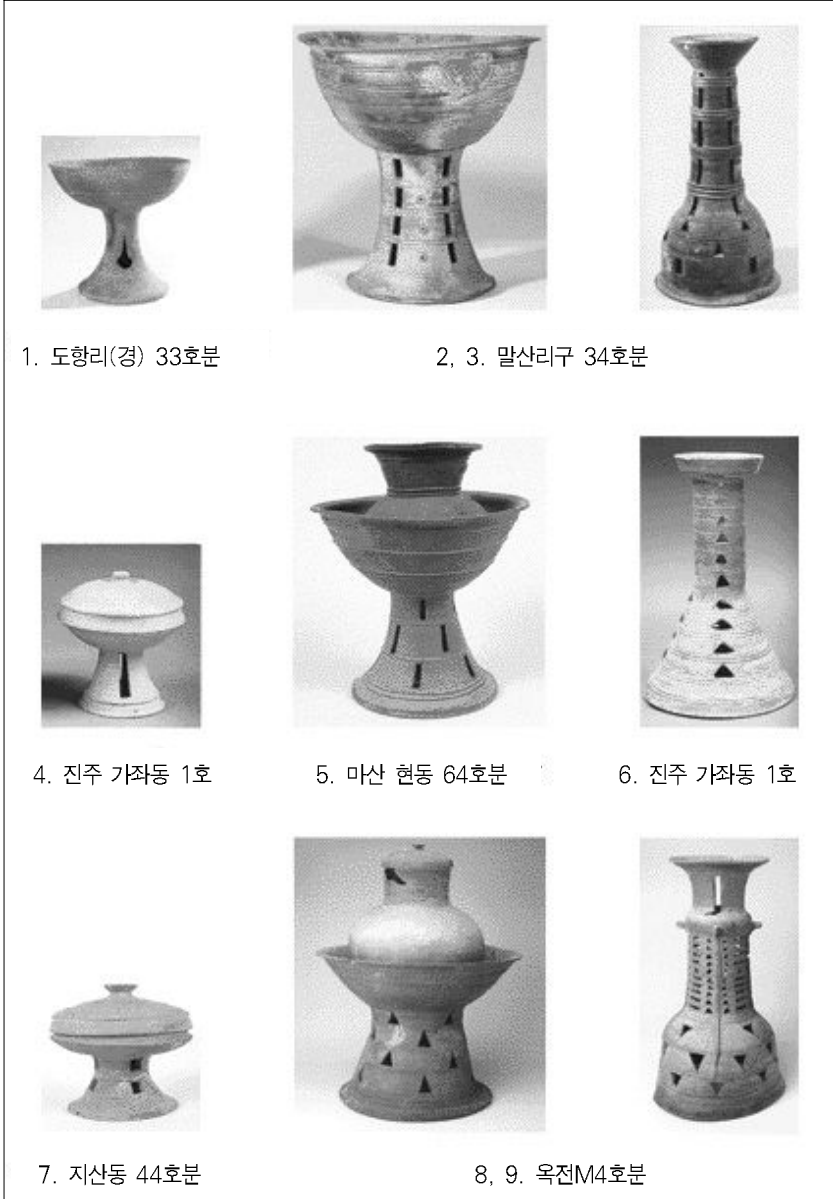 1. 도항리(경) 33호분
2, 3. 말산리구 34호분
4. 진주 가좌동 1호
5. 마산 현동 64호분
6. 진주 가좌동 1호
7. 지산동 44호분
8, 9. 옥전M4호분